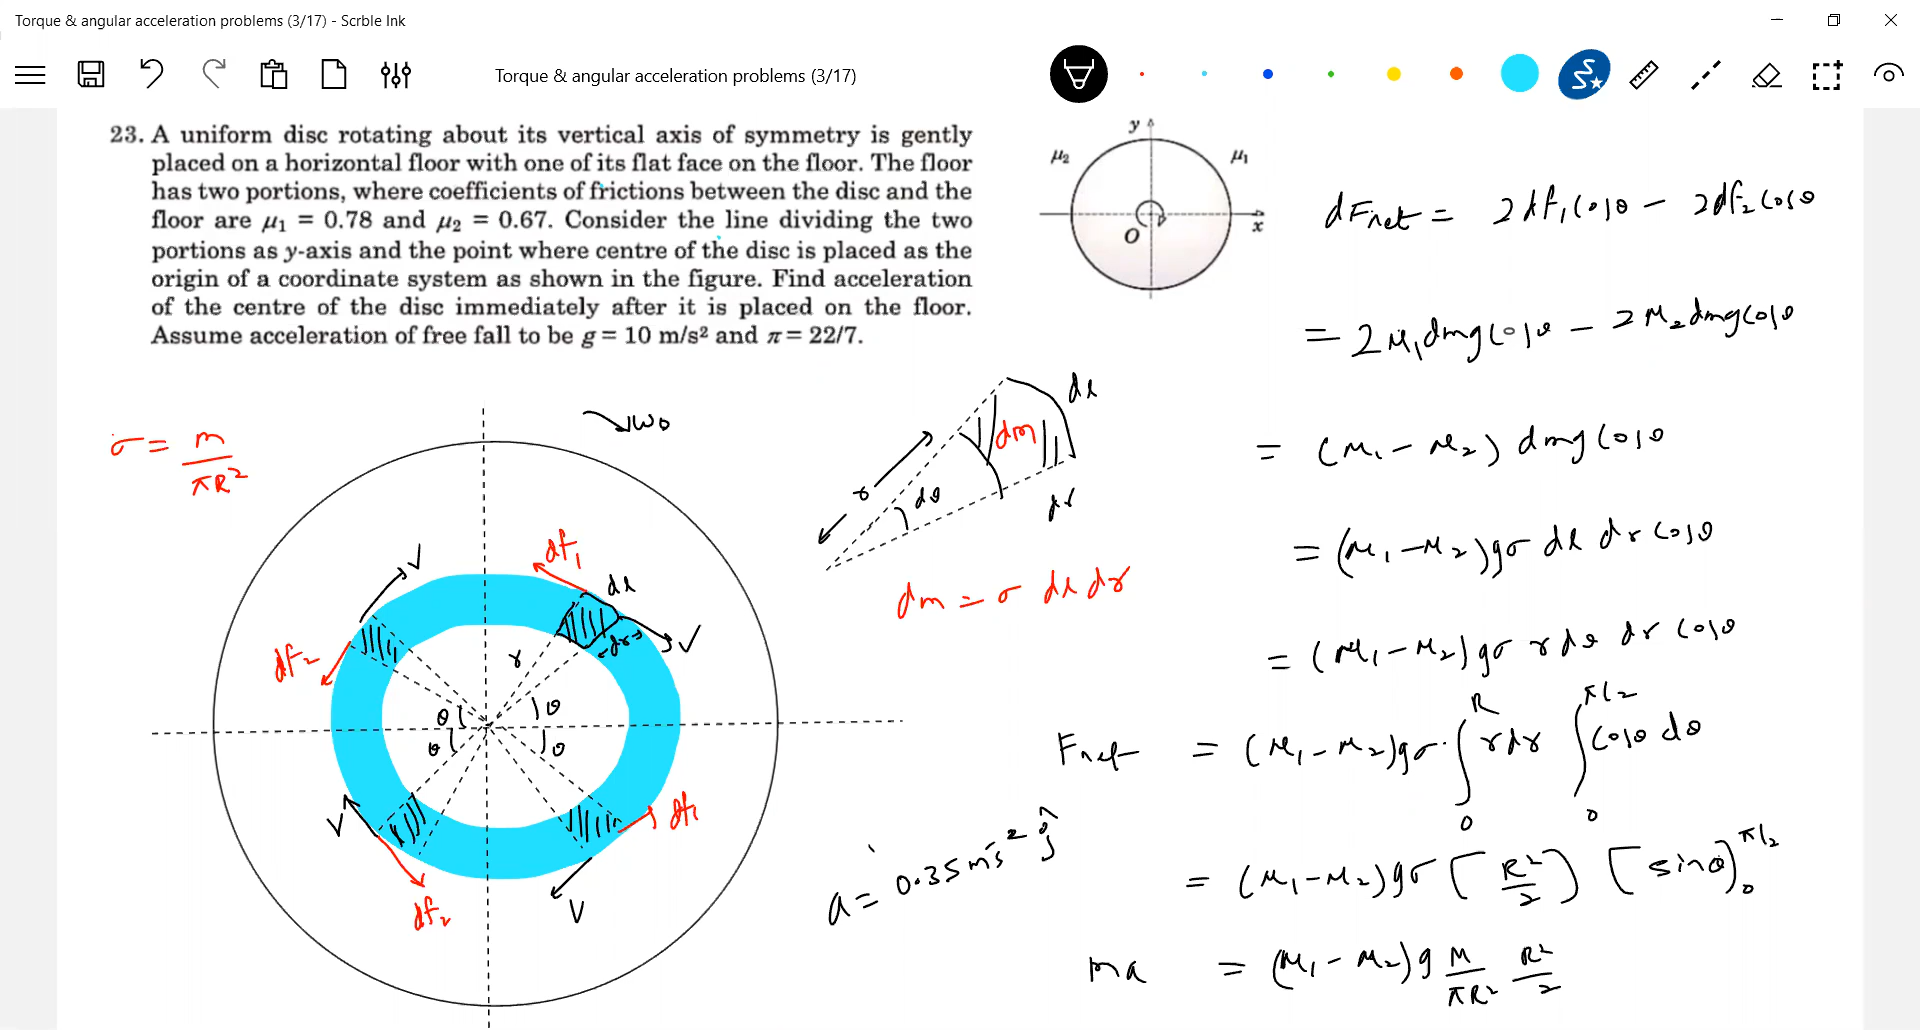 Torque & angular acceleration problems (3/17) - Scrble Ink
Torque & angular acceleration problems (3/17)
23. A uniform disc rotating about its vertical axis of symmetry is gently
placed on a horizontal floor with one of its flat face on the floor. The floor
has two portions, where coefficients of frictions between the disc and the
floor are μ₁ = 0.78 and μ₂ = 0.67. Consider the line dividing the two
portions as y-axis and the point where centre of the disc is placed as the
origin of a coordinate system as shown in the figure. Find acceleration
of the centre of the disc immediately after it is placed on the floor.
Assume acceleration of free fall to be g = 10 m/s² and π = 22/7.
y
μ₂
μ₁
O
x
dFnet = 2df₁cosθ - 2df₂cosθ
= 2μ₁dmgcosθ - 2μ₂dmgcosθ
= (μ₁ - μ₂) dmg cosθ
= (μ₁-μ₂)gσ dl dr cosθ
= (μ₁-μ₂)gσ r dθ dr cosθ
Fnet = (μ₁-μ₂)gσ ∫₀ᴿ r dr ∫₀^π/2 cosθ dθ
= (μ₁-μ₂)gσ [R²/2] [sinθ]₀^π/2
ma = (μ₁-μ₂)g M/πR² R²/2
σ = m/πR²
ω₀
dl
dm
r
dθ
dr
dm = σ dl dr
V
df₁
dl
df₂
dr
V
r
θ
θ
θ
θ
V
df₁
df₂
V
a = 0.35 ms⁻² ĵ